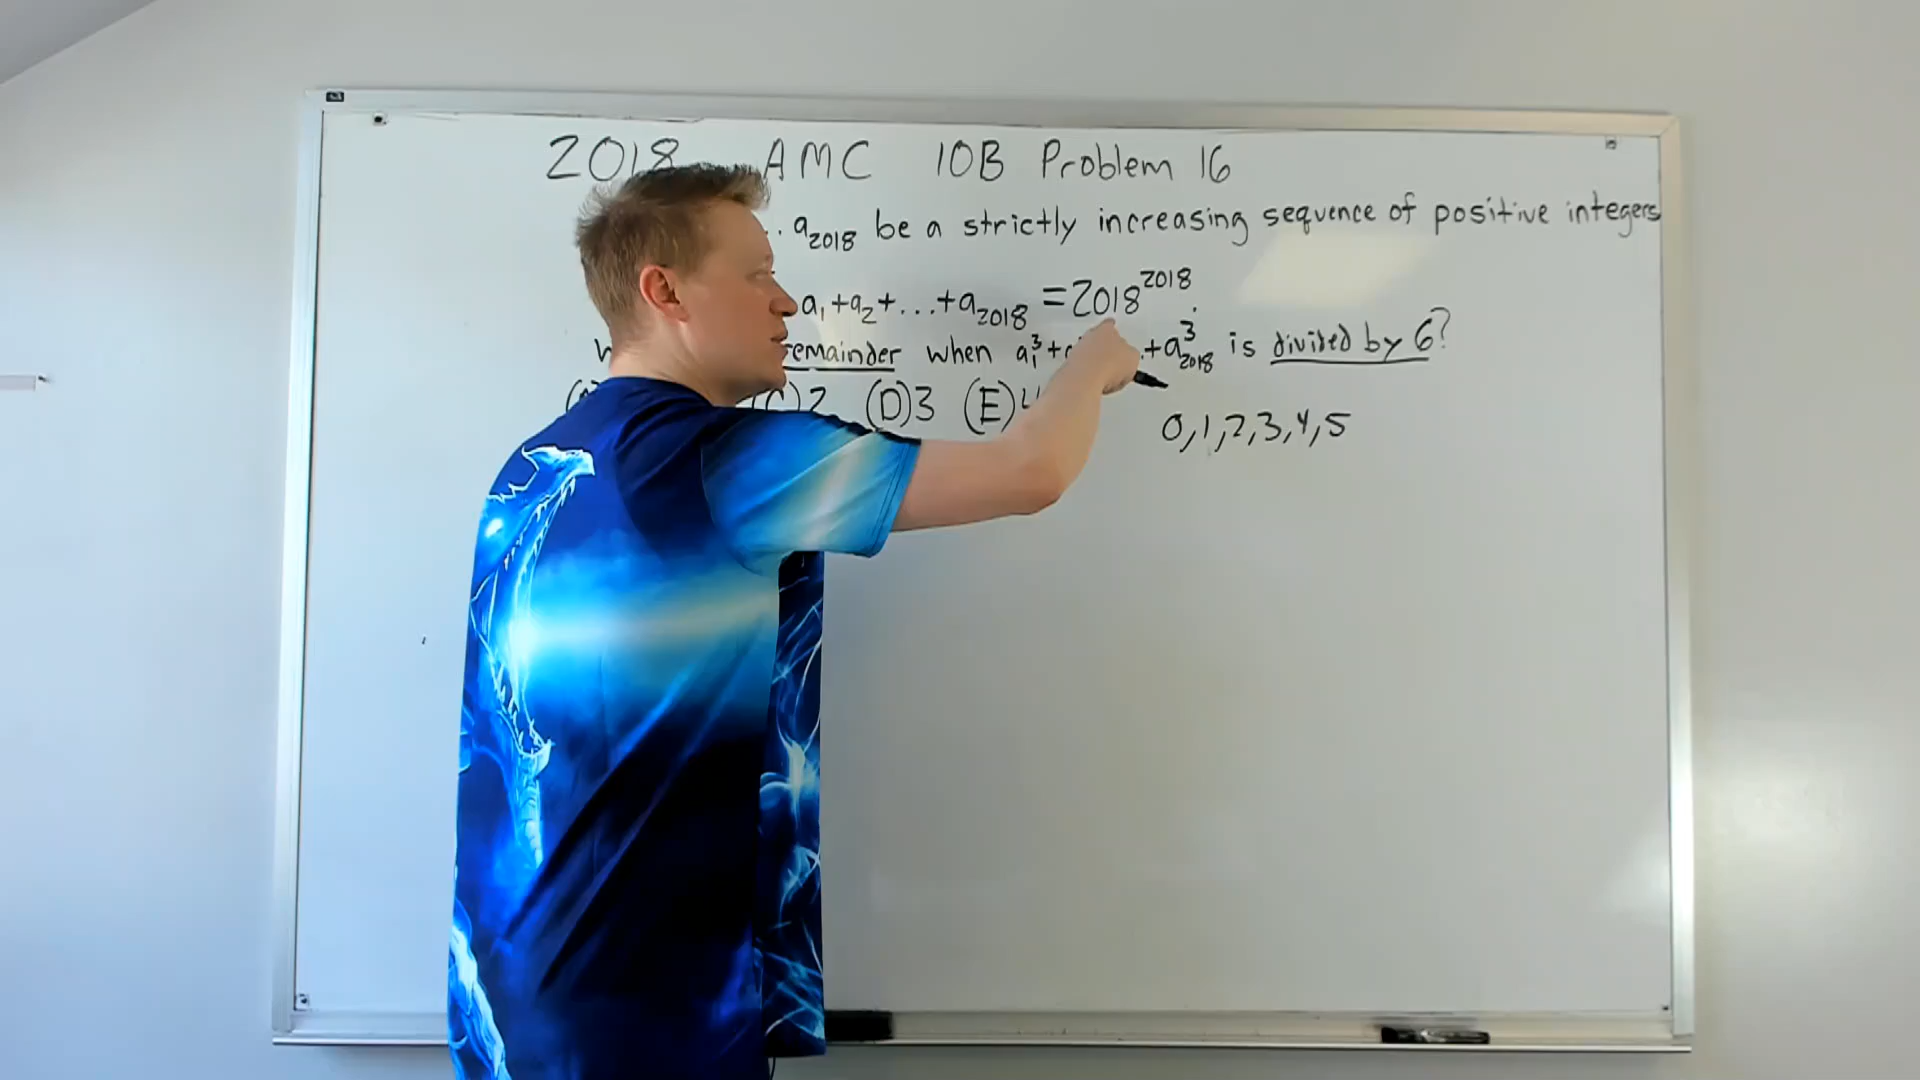 2018 AMC 10B Problem 16
.. a₂₀₁₈ be a strictly increasing sequence of positive integers
a₁+a₂+...+a₂₀₁₈ = 2018²⁰¹⁸.
remainder when a₁³+ +a₂₀₁₈³ is divided by 6?
2 (D)3 (E)4
0,1,2,3,4,5